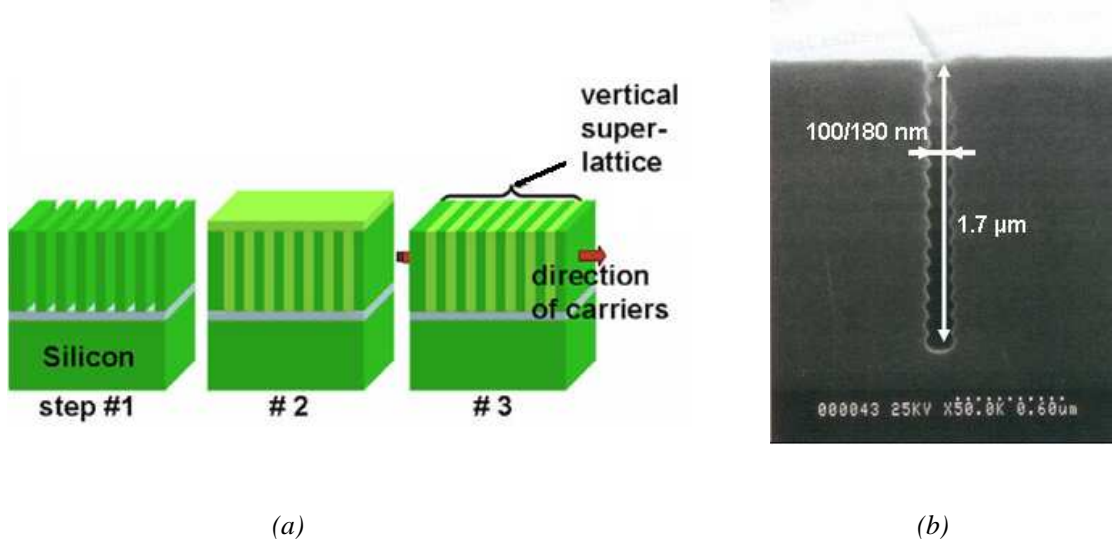 vertical
super-
lattice
direction
of carriers
Silicon
step #1
# 2
# 3
(a)
100/180 nm
1.7 µm
000043 25KV X50.0K 0.60um
(b)